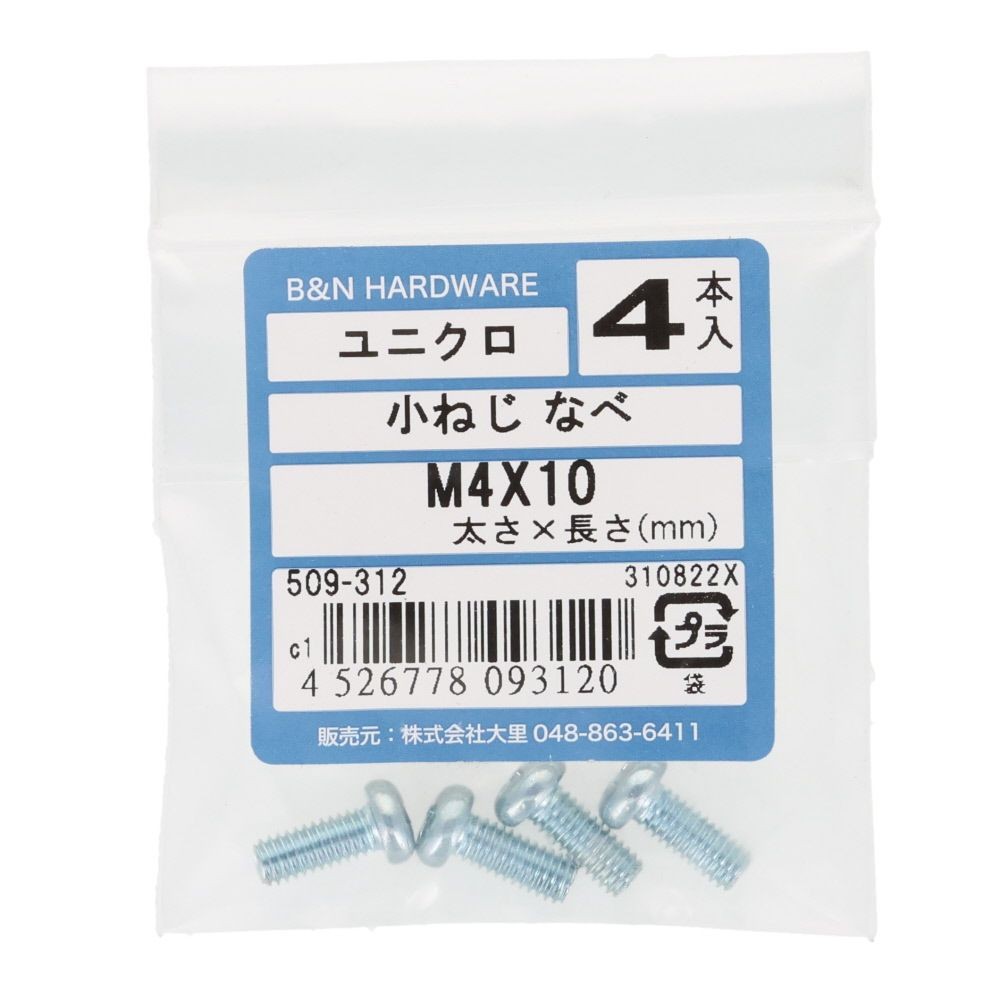 B&N HARDWARE
ユニクロ
4本入
小ねじ なべ
M4X10
太さ×長さ(mm)
509-312 310822X
c1
プラ
4 526778 093120
袋
販売元：株式会社大里 048-863-6411